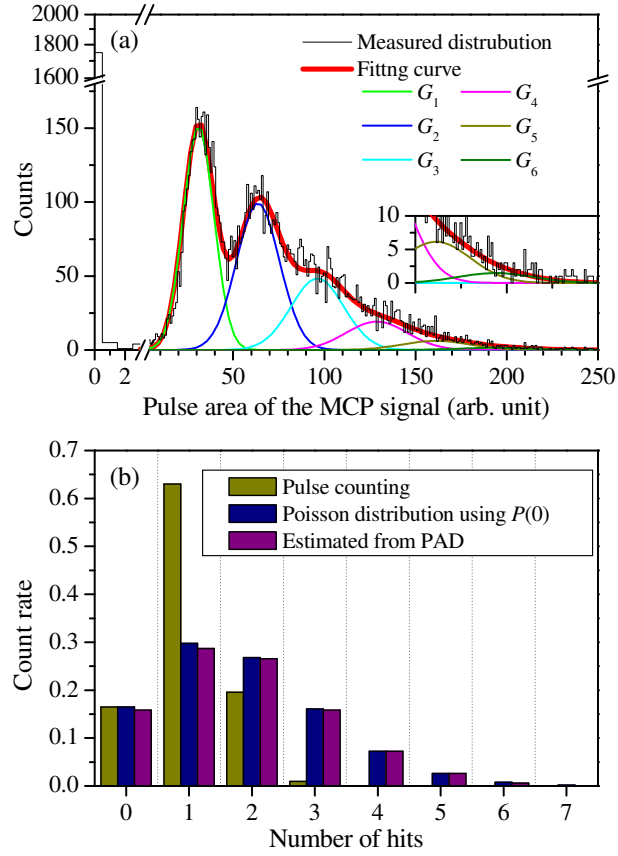 2000
(a)
Measured distrubution
1800
Fittng curve
1600
G1 G4
150
G2 G5
G3 G6
100
Counts
10
5
50
0
0
0 2 50 100 150 200 250
Pulse area of the MCP signal (arb. unit)
0.7
(b)
Pulse counting
0.6
Poisson distribution using P(0)
Estimated from PAD
0.5
0.4
Count rate
0.3
0.2
0.1
0.0
0 1 2 3 4 5 6 7
Number of hits